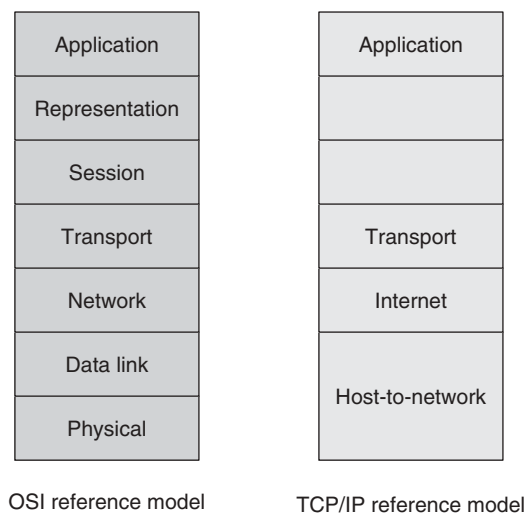 Application
Representation
Session
Transport
Network
Data link
Physical
OSI reference model
Application
Transport
Internet
Host-to-network
TCP/IP reference model